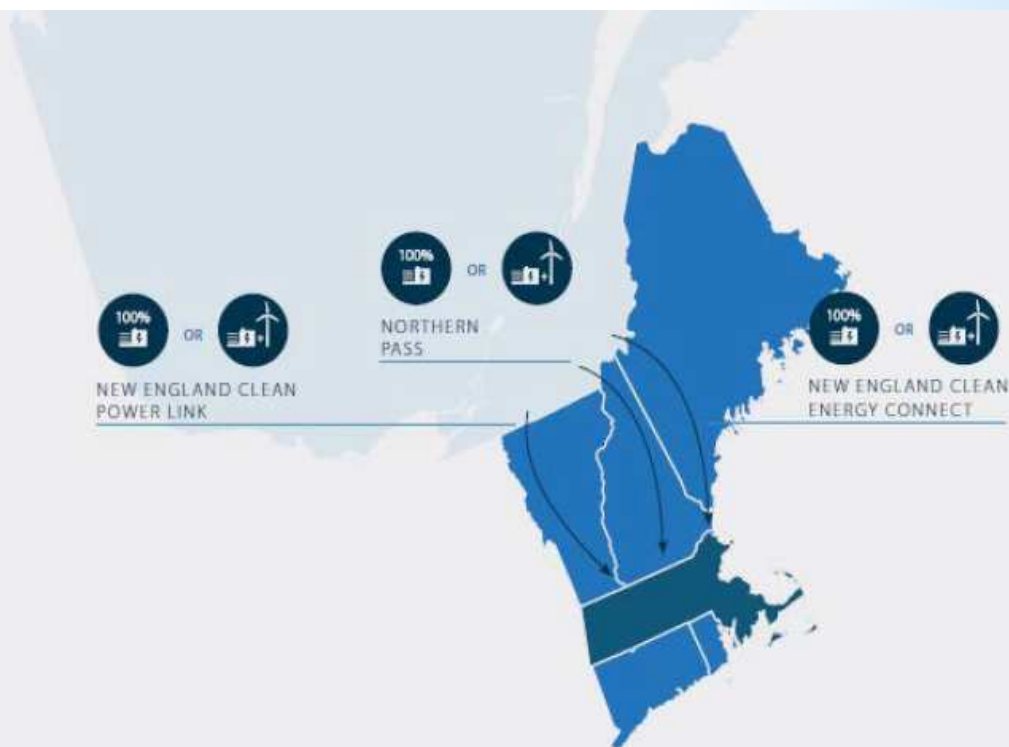 100%
OR
NORTHERN
PASS
100%
OR
NEW ENGLAND CLEAN
POWER LINK
100%
OR
NEW ENGLAND CLEAN
ENERGY CONNECT